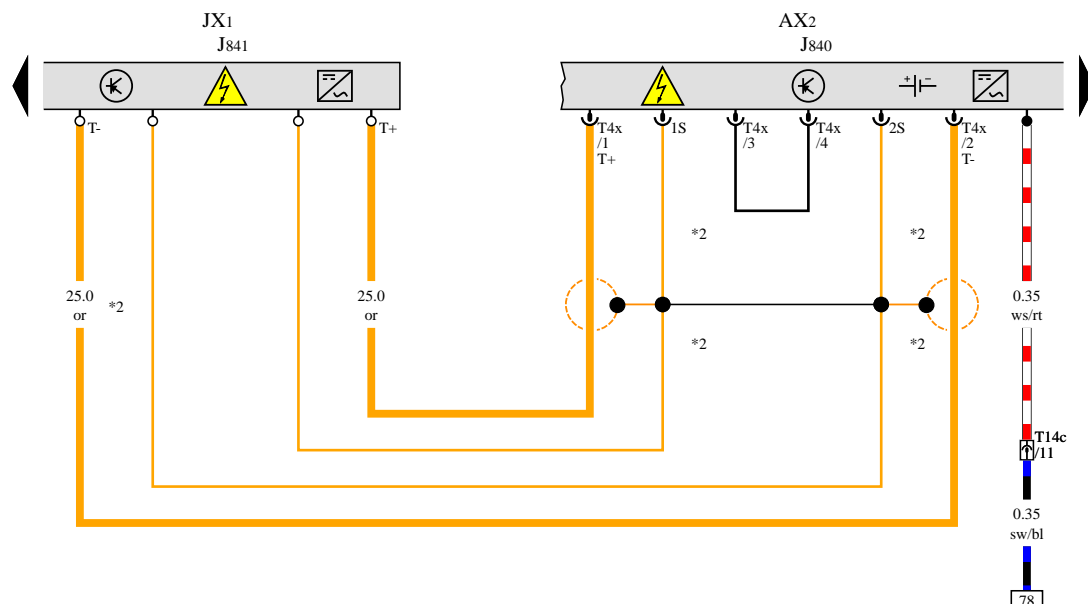 JX1
J841
AX2
J840
T-
T+
T4x
/1
T+
1S
T4x
/3
T4x
/4
2S
T4x
/2
T-
*2
*2
25.0
or
*2
25.0
or
0.35
ws/rt
*2
*2
T14c
/11
0.35
sw/bl
78